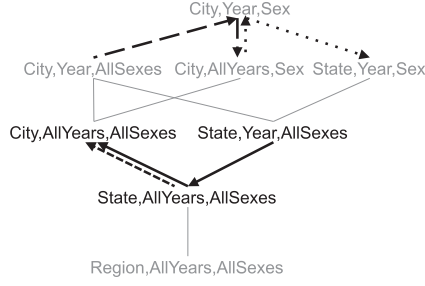 City,Year,Sex
City,Year,AllSexes City,AllYears,Sex State,Year,Sex
City,AllYears,AllSexes State,Year,AllSexes
State,AllYears,AllSexes
Region,AllYears,AllSexes